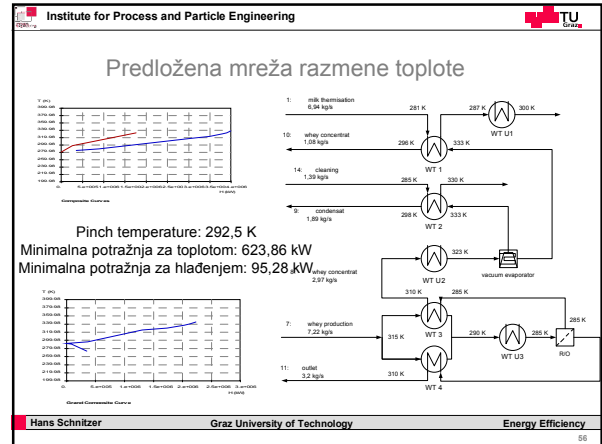 Institute for Process and Particle Engineering
TU
Graz
Predložena mreža razmene toplote
T (K)
H (kW)
Composite Curves
Pinch temperature: 292,5 K
Minimalna potražnja za toplotom: 623,86 kW
Minimalna potražnja za hlađenjem: 95,28 kW
T (K)
H (kW)
Grand Composite Curve
1: milk thermisation
6,94 kg/s
281 K
287 K
300 K
WT U1
10: whey concentrat
1,08 kg/s
296 K
333 K
WT 1
14: cleaning
1,39 kg/s
285 K
330 K
9: condensat
1,89 kg/s
298 K
333 K
WT 2
323 K
vacuum evaporator
WT U2
whey concentrat
2,97 kg/s
310 K
285 K
7: whey production
7,22 kg/s
315 K
WT 3
290 K
285 K
285 K
WT U3
R/O
11: outlet
3,2 kg/s
310 K
WT 4
Hans Schnitzer
Graz University of Technology
Energy Efficiency
56